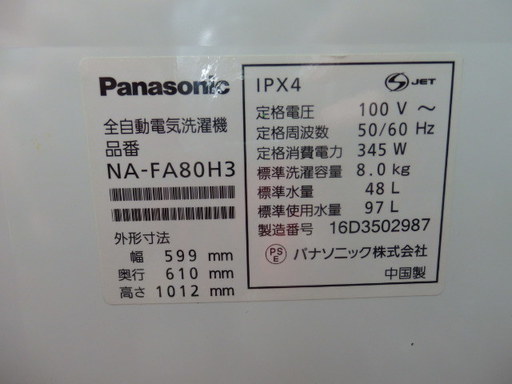 Panasonic
全自動電気洗濯機
品番
NA-FA80H3
外形寸法
幅 599 mm
奥行 610 mm
高さ 1012 mm
IPX4
S JET
定格電圧 100 V ～
定格周波数 50/60 Hz
定格消費電力 345 W
標準洗濯容量 8.0 kg
標準水量 48 L
標準使用水量 97 L
製造番号 16D3502987
PSE パナソニック株式会社
中国製